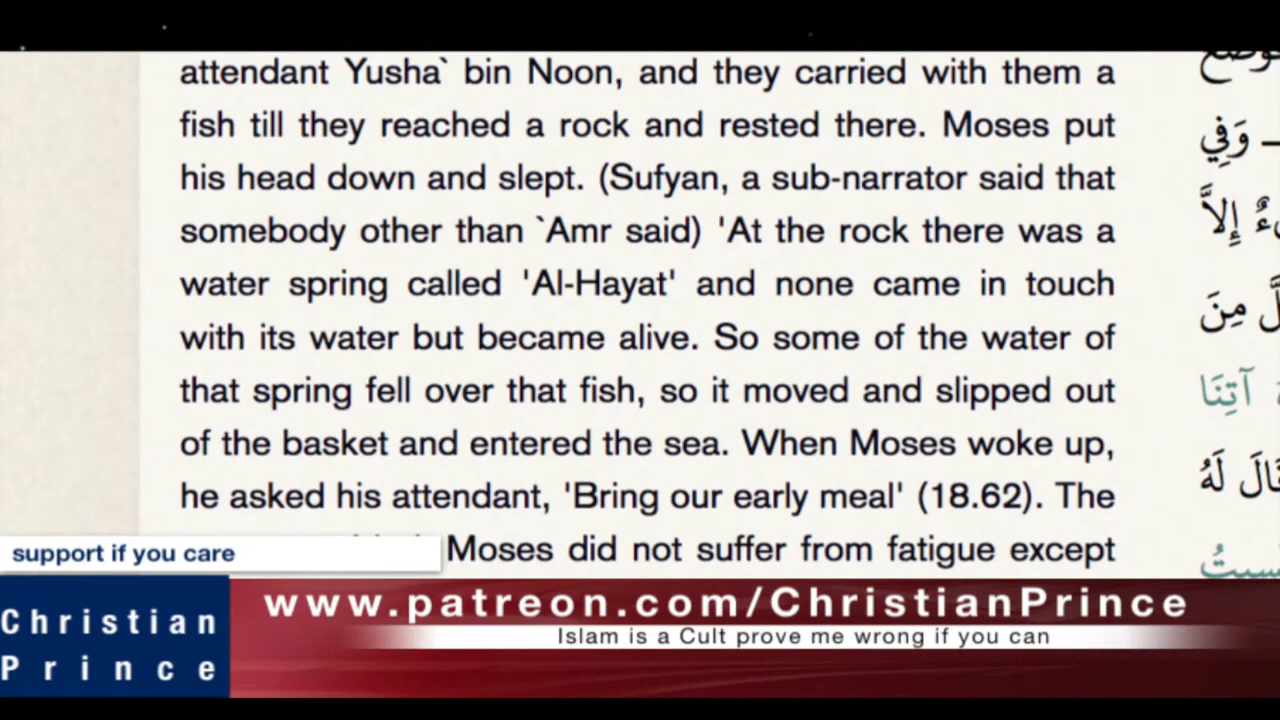 attendant Yusha` bin Noon, and they carried with them a
fish till they reached a rock and rested there. Moses put
his head down and slept. (Sufyan, a sub-narrator said that
somebody other than `Amr said) 'At the rock there was a
water spring called 'Al-Hayat' and none came in touch
with its water but became alive. So some of the water of
that spring fell over that fish, so it moved and slipped out
of the basket and entered the sea. When Moses woke up,
he asked his attendant, 'Bring our early meal' (18.62). The
Moses did not suffer from fatigue except
وَفِي
إِلاَّ
مِنَ
آتِنَا
قَالَ لَهُ
support if you care
Christian
Prince
www.patreon.com/ChristianPrince
Islam is a Cult prove me wrong if you can